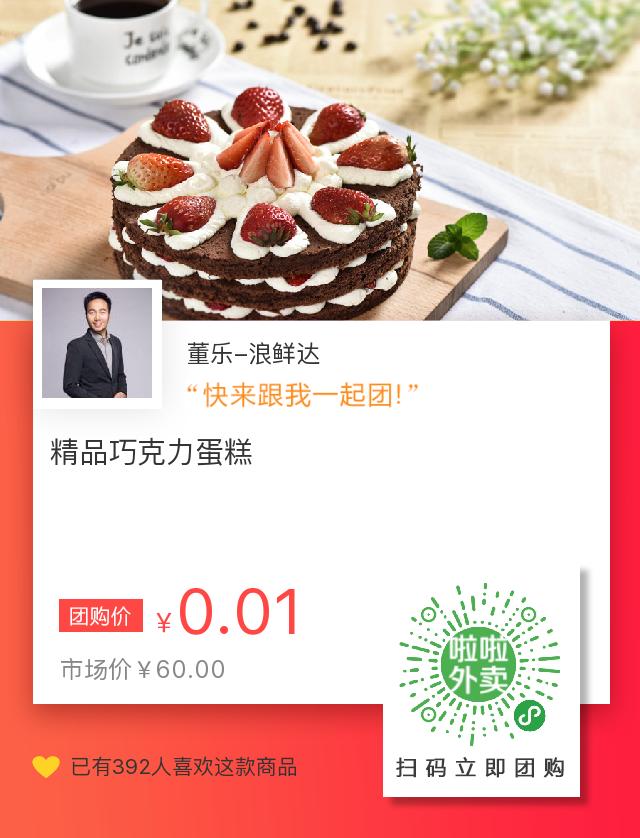 董乐-浪鲜达
“快来跟我一起团!”
精品巧克力蛋糕
团购价 ¥0.01
市场价¥60.00
啦啦
外卖
已有392人喜欢这款商品
扫码立即团购